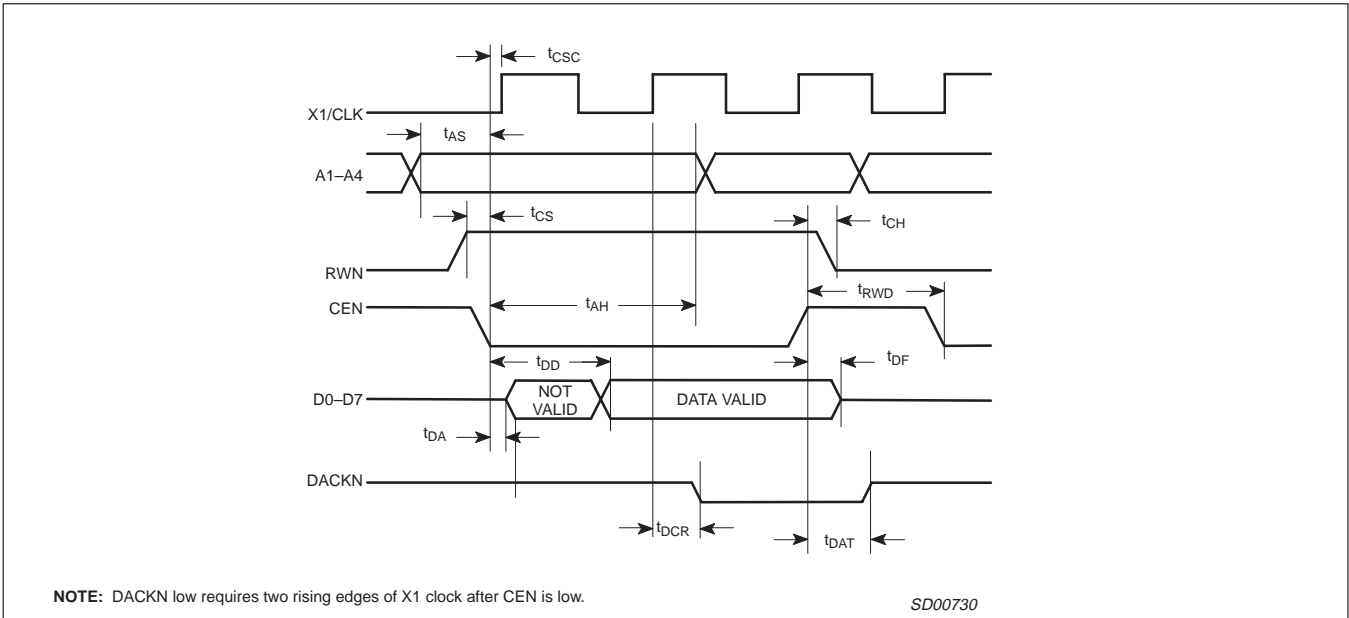 tCSC
X1/CLK
tAS
A1–A4
tCS
tCH
RWN
tRWD
CEN
tAH
tDD
tDF
D0–D7
NOT
VALID
DATA VALID
tDA
DACKN
tDCR
tDAT
NOTE: DACKN low requires two rising edges of X1 clock after CEN is low.
SD00730